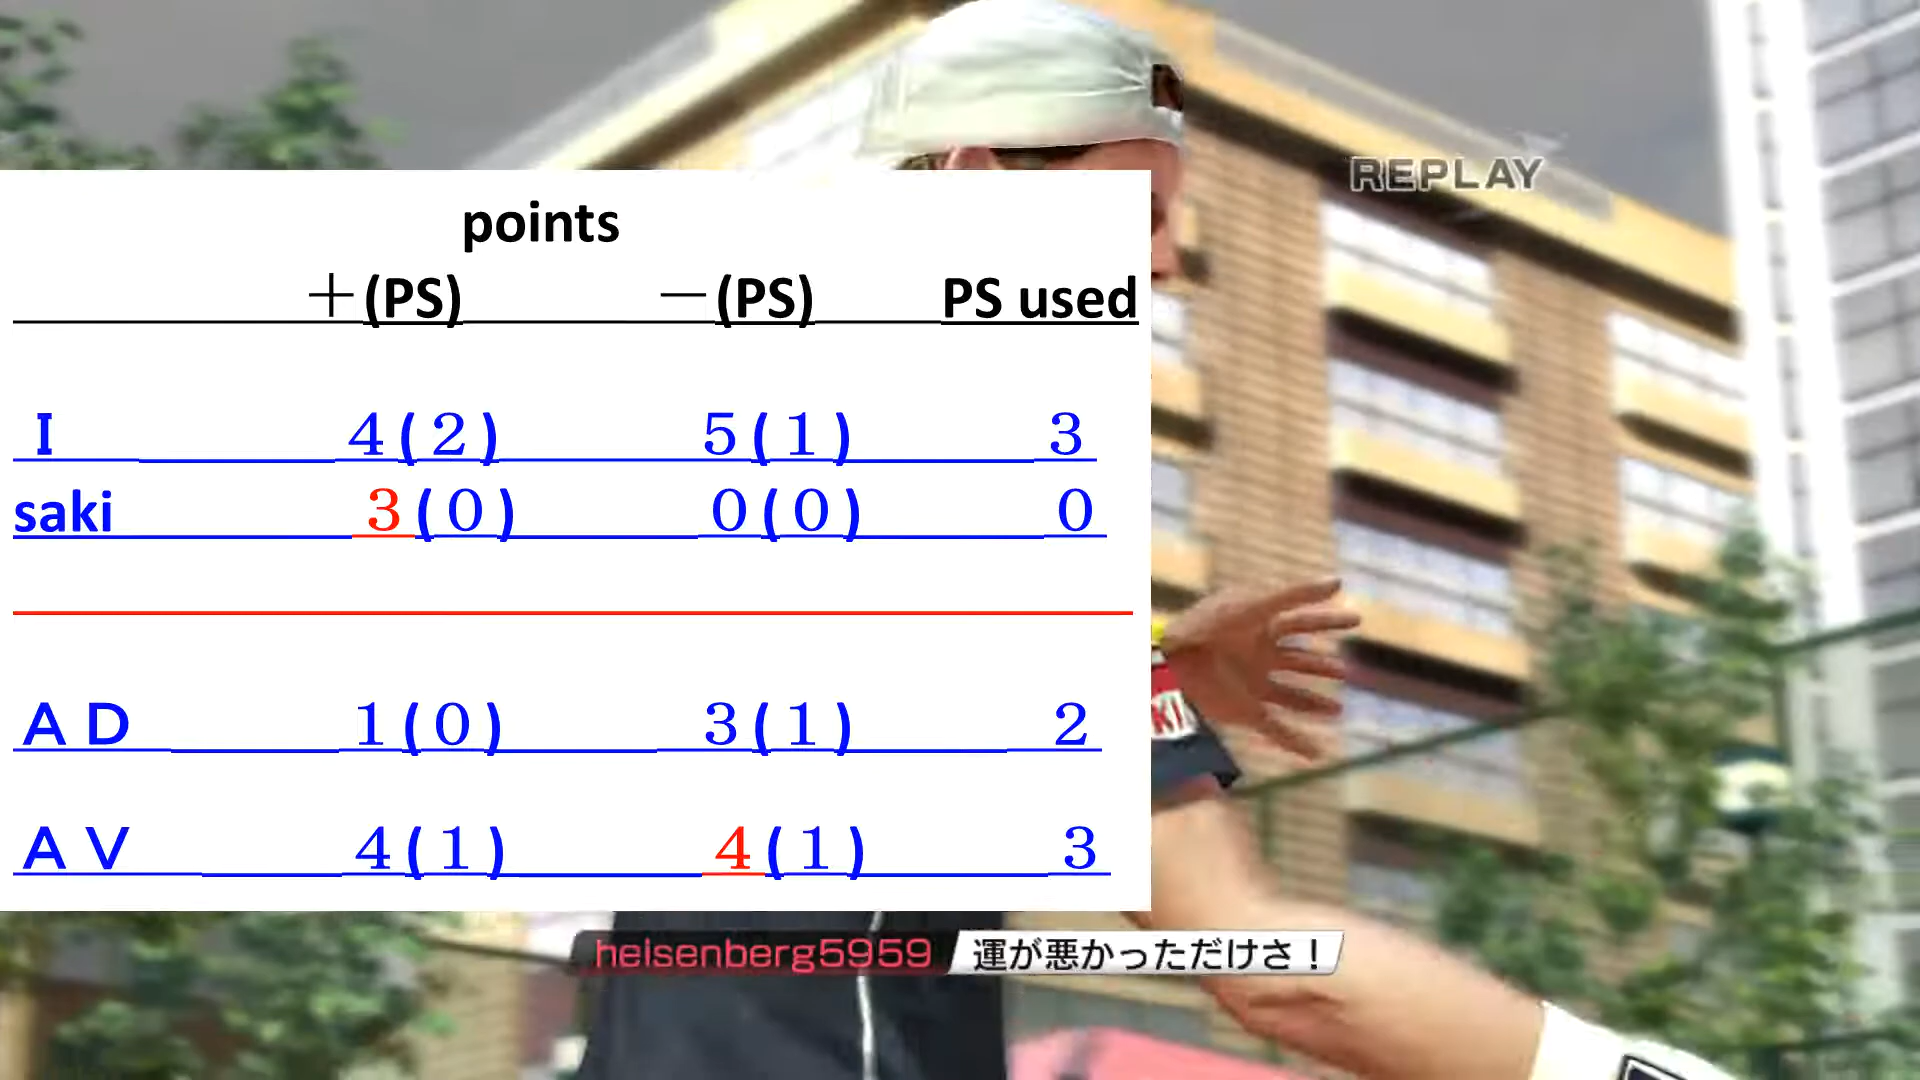 REPLAY
points
＋(PS) －(PS) PS used
I 4(2) 5(1) 3
saki 3(0) 0(0) 0
ＡＤ 1(0) 3(1) 2
ＡＶ 4(1) 4(1) 3
heisenberg5959 運が悪かっただけさ！